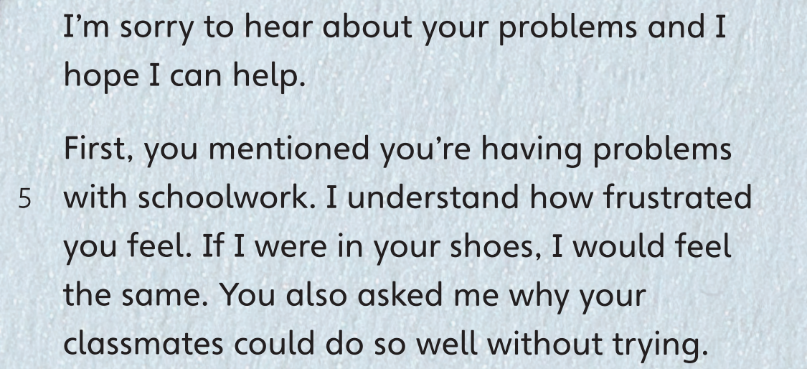 I’m sorry to hear about your problems and I
hope I can help.
First, you mentioned you’re having problems
5 with schoolwork. I understand how frustrated
you feel. If I were in your shoes, I would feel
the same. You also asked me why your
classmates could do so well without trying.